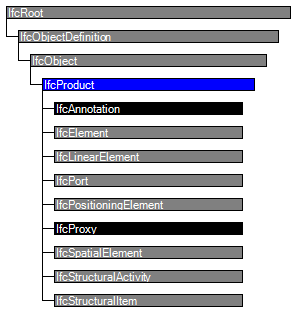 IfcRoot
IfcObjectDefinition
IfcObject
IfcProduct
IfcAnnotation
IfcElement
IfcLinearElement
IfcPort
IfcPositioningElement
IfcProxy
IfcSpatialElement
IfcStructuralActivity
IfcStructuralItem